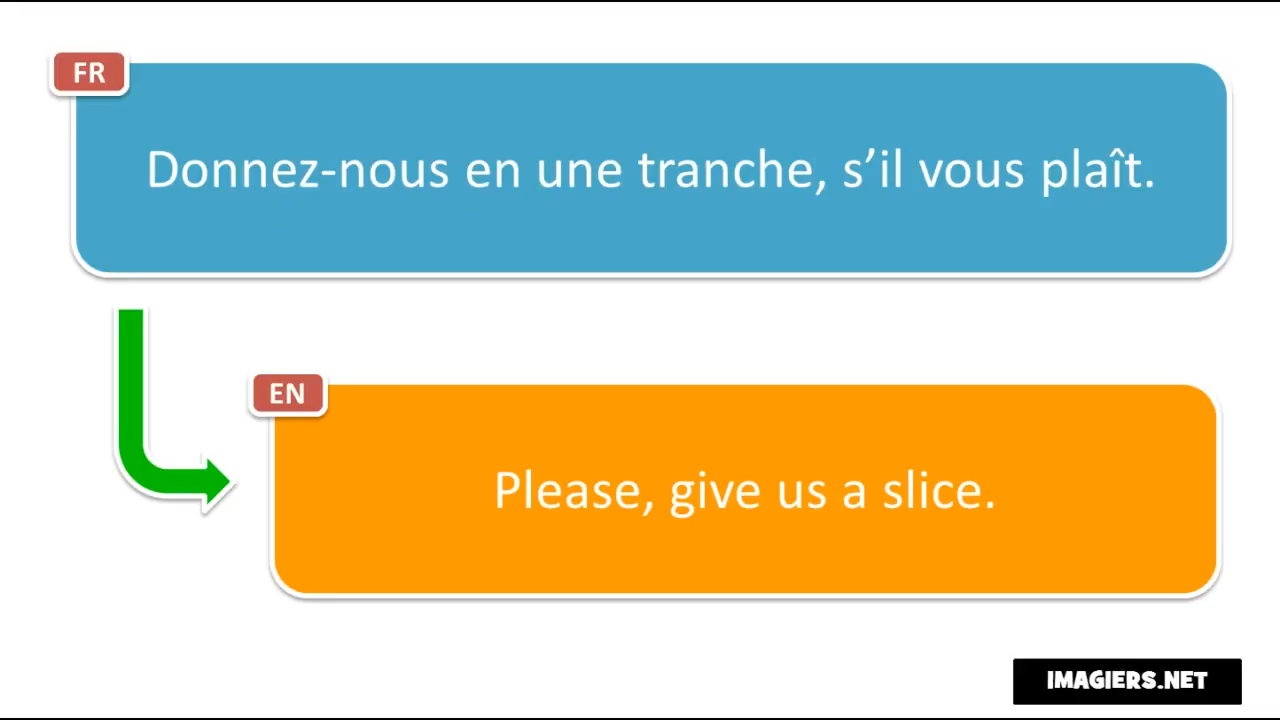 FR
Donnez-nous en une tranche, s’il vous plaît.
EN
Please, give us a slice.
IMAGIERS.NET